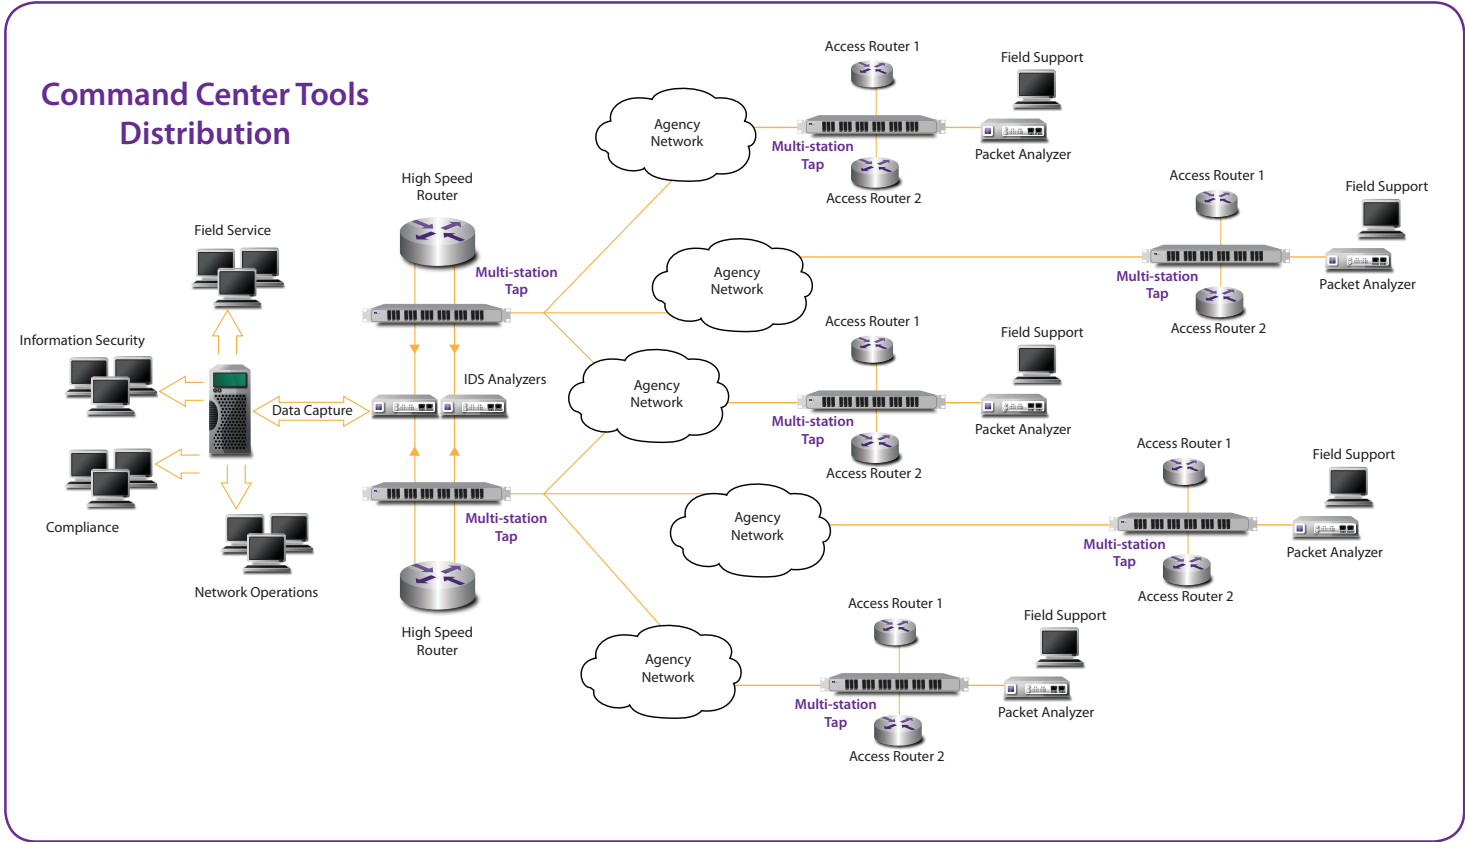 Command Center Tools
Distribution
Field Service
Information Security
Compliance
Network Operations
Data Capture
High Speed
Router
Multi-station
Tap
IDS Analyzers
Multi-station
Tap
High Speed
Router
Agency
Network
Access Router 1
Multi-station
Tap
Access Router 2
Field Support
Packet Analyzer
Agency
Network
Access Router 1
Multi-station
Tap
Access Router 2
Field Support
Packet Analyzer
Agency
Network
Access Router 1
Multi-station
Tap
Access Router 2
Field Support
Packet Analyzer
Agency
Network
Access Router 1
Multi-station
Tap
Access Router 2
Field Support
Packet Analyzer
Agency
Network
Access Router 1
Multi-station
Tap
Access Router 2
Field Support
Packet Analyzer